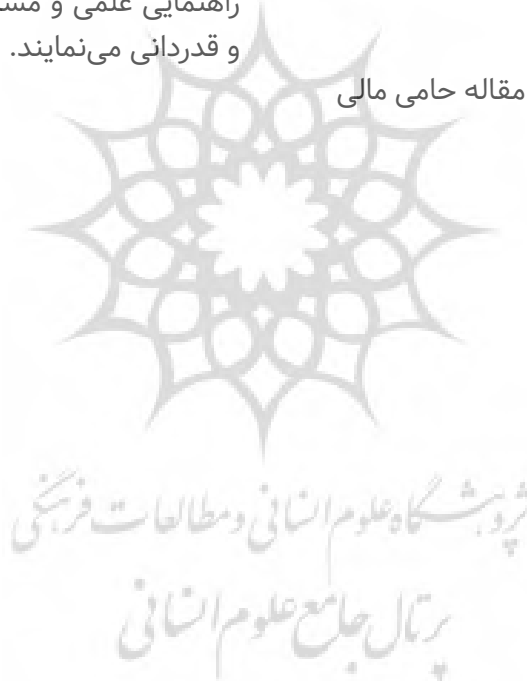 راهنمایی علمی و
و قدردانی می‌نمایند.
مقاله حامی مالی
پژوهشگاه علوم انسانی و مطالعات فرهنگی
پرتال جامع علوم انسانی